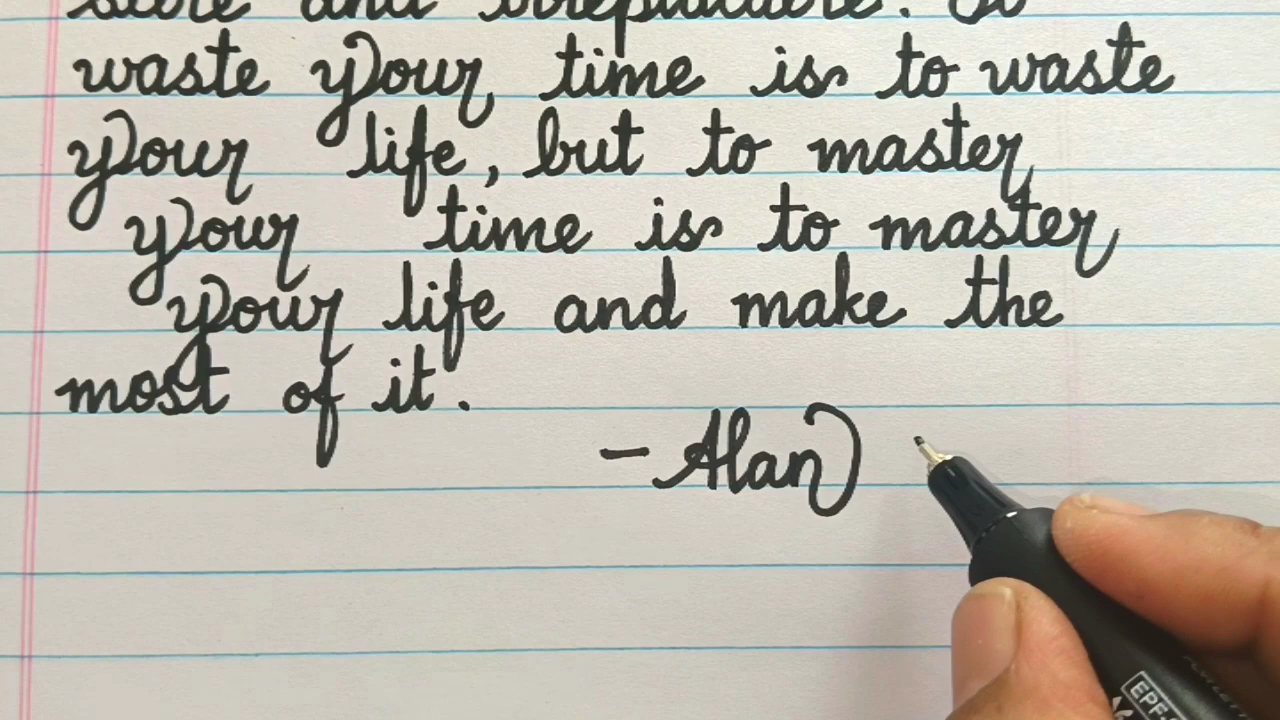 and
waste your time is to waste
your life, but to master
your time is to master
your life and make the
most of it.
- Alan